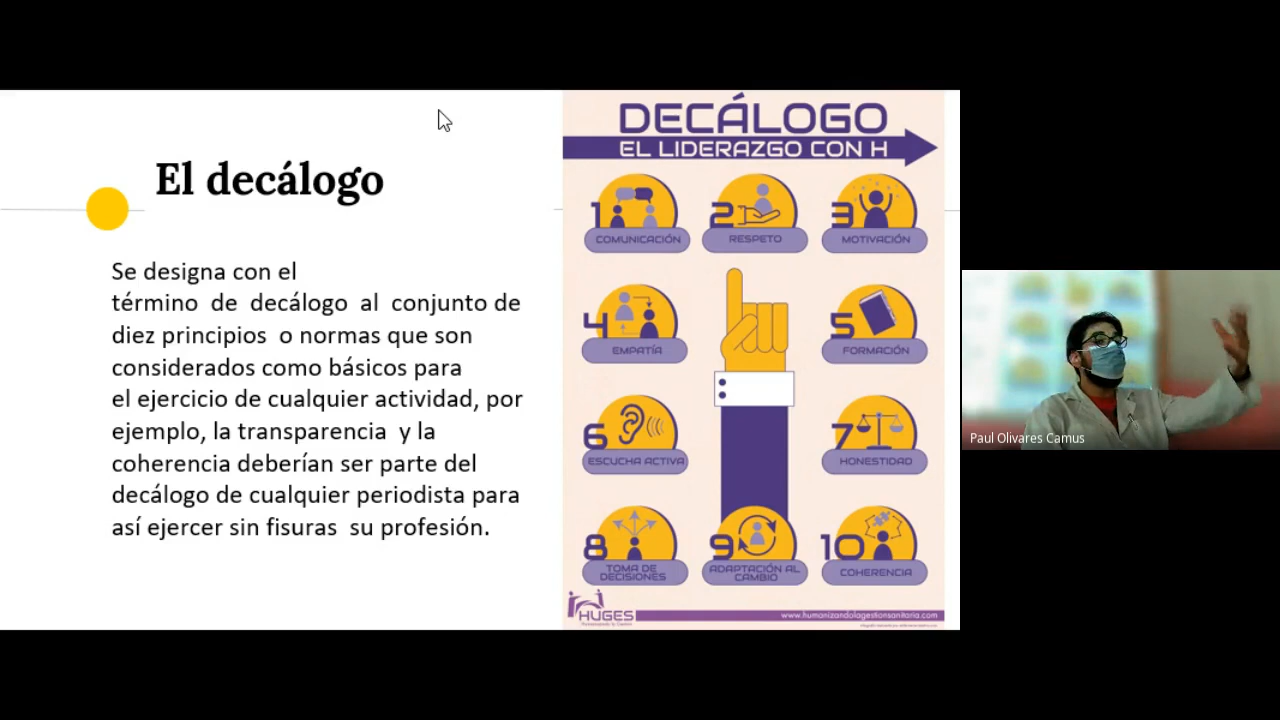 El decálogo
Se designa con el
término de decálogo al conjunto de
diez principios o normas que son
considerados como básicos para
el ejercicio de cualquier actividad, por
ejemplo, la transparencia y la
coherencia deberían ser parte del
decálogo de cualquier periodista para
así ejercer sin fisuras su profesión.
DECÁLOGO
EL LIDERAZGO CON H
1
COMUNICACIÓN
2
RESPETO
3
MOTIVACIÓN
4
EMPATÍA
5
FORMACIÓN
6
ESCUCHA ACTIVA
7
HONESTIDAD
8
TOMA DE
DECISIONES
9
ADAPTACIÓN AL
CAMBIO
10
COHERENCIA
HUGES
www.humanizandolagestionsanitaria.com
Paul Olivares Camus